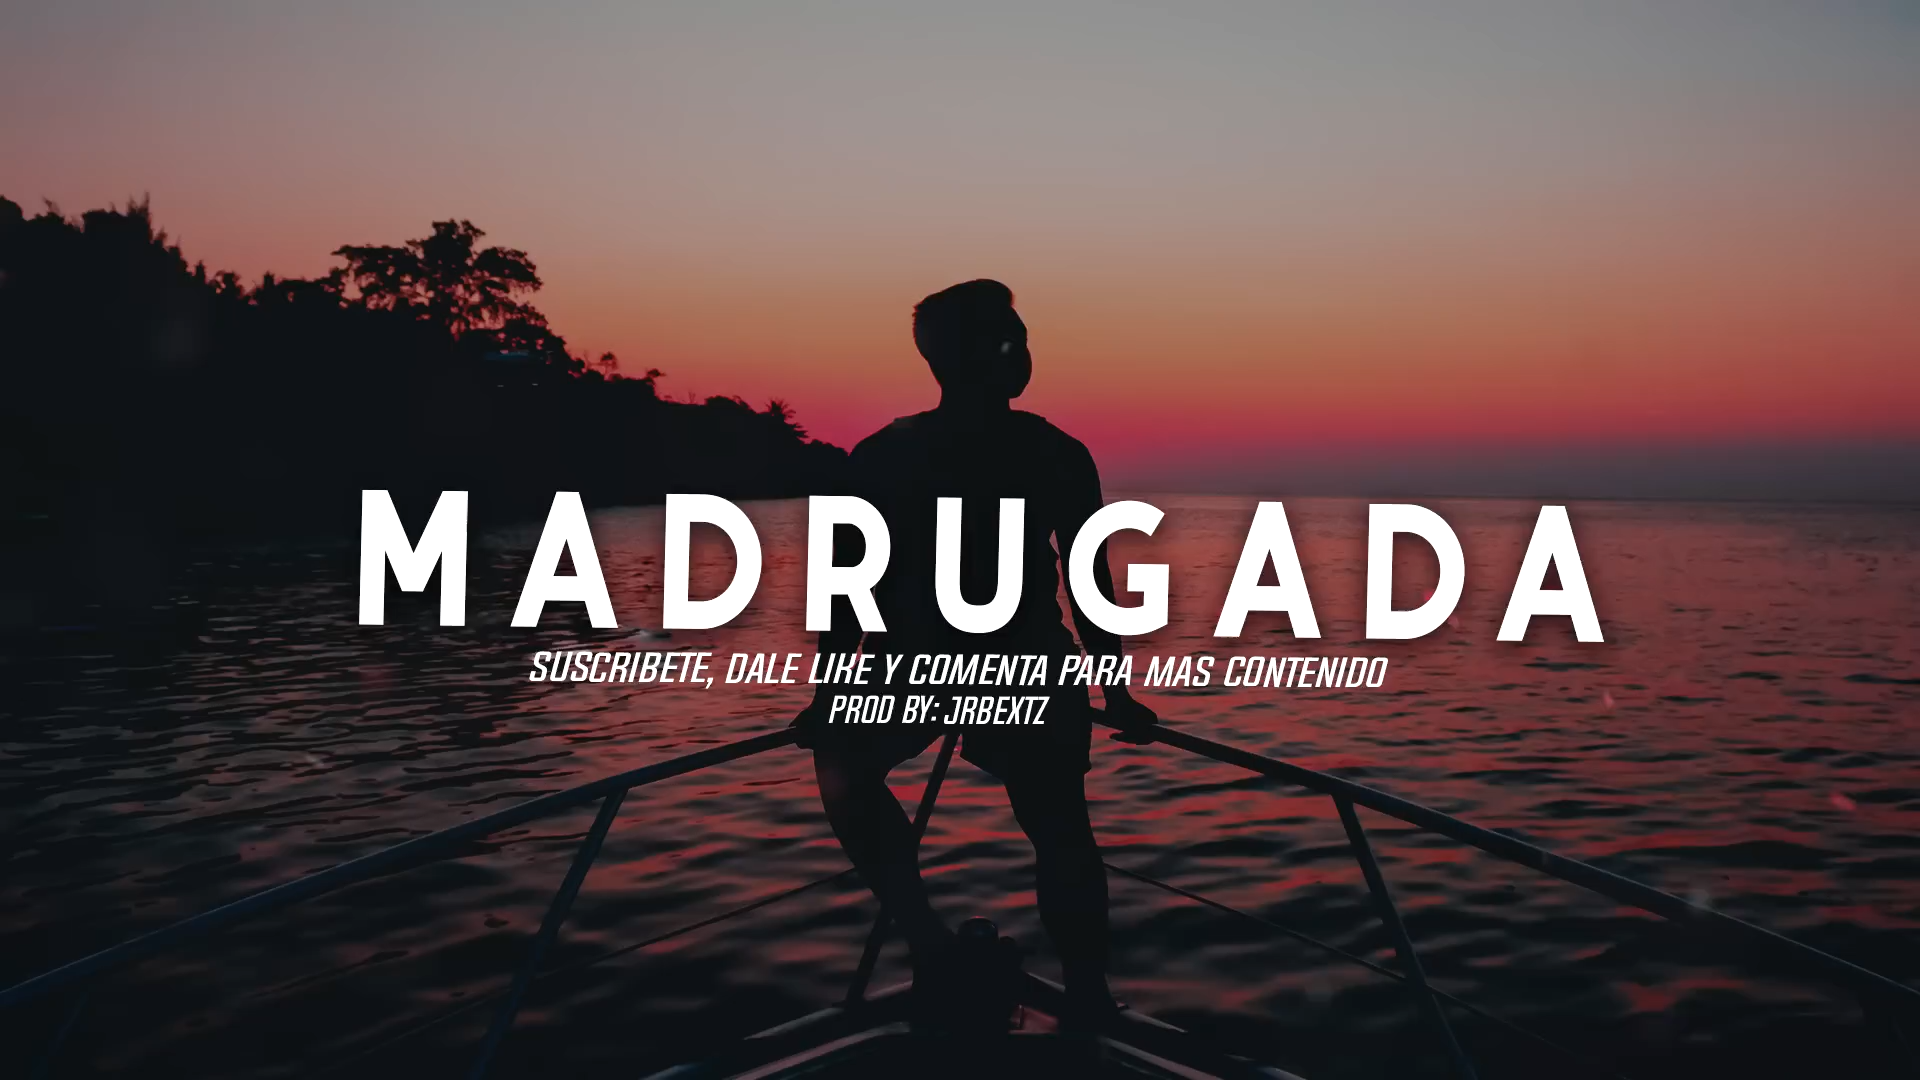 MADRUGADA
SUSCRIBETE, DALE LIKE Y COMENTA PARA MAS CONTENIDO
PROD BY: JRBEXTZ